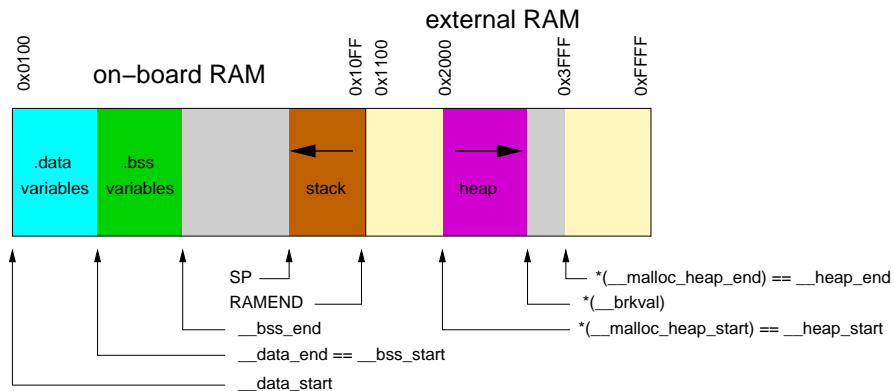 external RAM
on−board RAM
0x0100
0x10FF
0x1100
0x2000
0x3FFF
0xFFFF
.data
variables
.bss
variables
stack
heap
SP
RAMEND
__bss_end
__data_end == __bss_start
__data_start
*(__malloc_heap_end) == __heap_end
*(__brkval)
*(__malloc_heap_start) == __heap_start